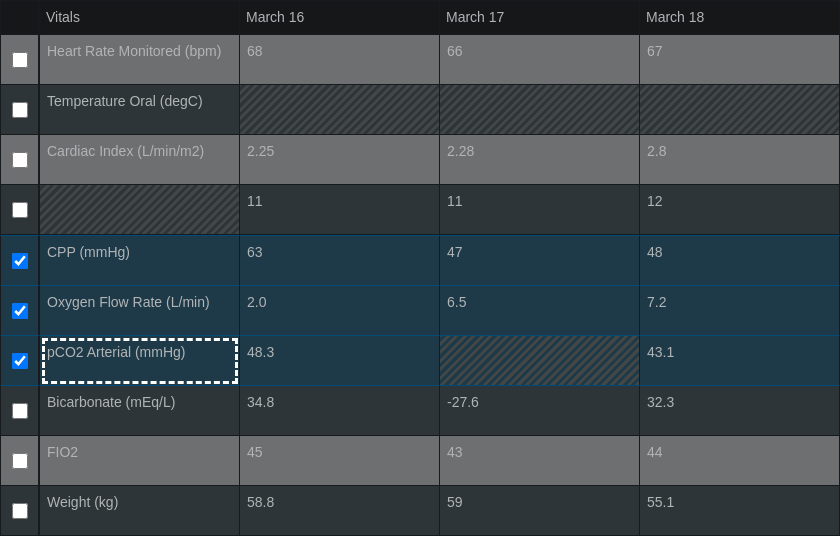 Vitals March 16 March 17 March 18
Heart Rate Monitored (bpm) 68 66 67
Temperature Oral (degC)
Cardiac Index (L/min/m2) 2.25 2.28 2.8
11 11 12
CPP (mmHg) 63 47 48
Oxygen Flow Rate (L/min) 2.0 6.5 7.2
pCO2 Arterial (mmHg) 48.3 43.1
Bicarbonate (mEq/L) 34.8 -27.6 32.3
FIO2 45 43 44
Weight (kg) 58.8 59 55.1